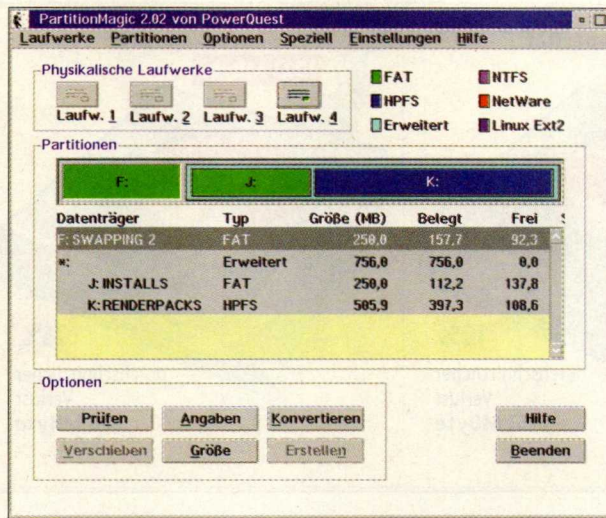 PartitionMagic 2.02 von PowerQuest
Laufwerke Partitionen Optionen Speziell Einstellungen Hilfe
Physikalische Laufwerke
Laufw. 1 Laufw. 2 Laufw. 3 Laufw. 4
FAT NTFS
HPFS NetWare
Erweitert Linux Ext2
Partitionen
F: J: K:
Datenträger Typ Größe (MB) Belegt Frei
F: SWAPPING 2 FAT 250,0 157,7 92,3
*: Erweitert 756,0 756,0 0,0
J: INSTALLS FAT 250,0 112,2 137,8
K: RENDERPACKS HPFS 505,9 397,3 108,6
Optionen
Prüfen Angaben Konvertieren Hilfe
Verschieben Größe Erstellen Beenden